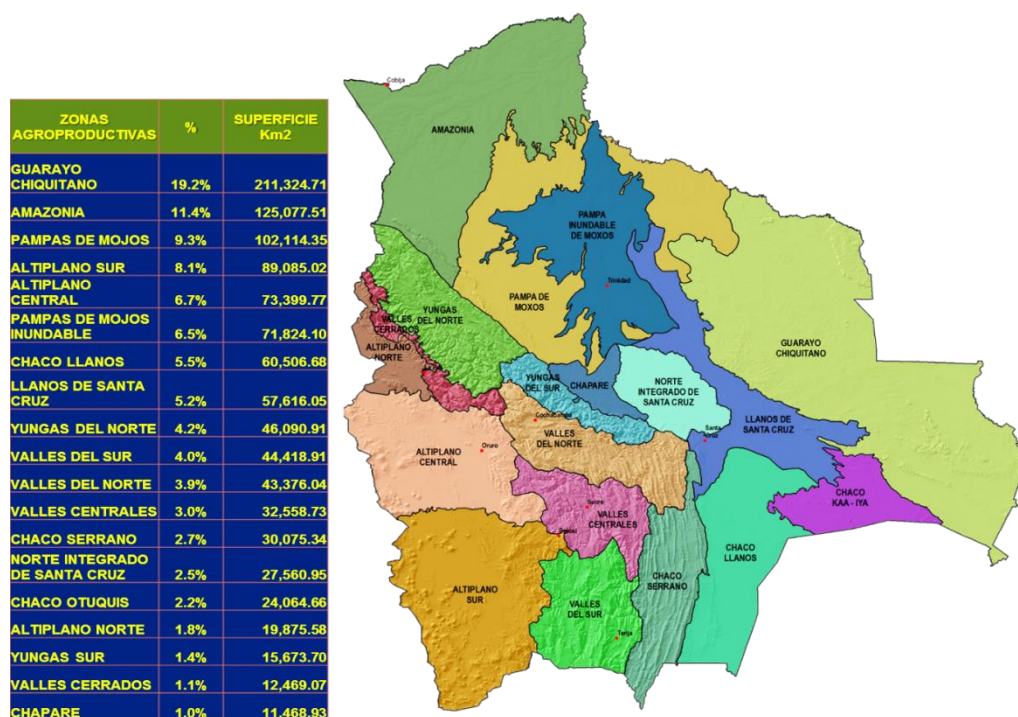 ZONAS
AGROPRODUCTIVAS
%
SUPERFICIE
Km2
GUARAYO
CHIQUITANO 19.2% 211,324.71
AMAZONIA 11.4% 125,077.51
PAMPAS DE MOJOS 9.3% 102,114.35
ALTIPLANO SUR 8.1% 89,085.02
ALTIPLANO
CENTRAL 6.7% 73,399.77
PAMPAS DE MOJOS
INUNDABLE 6.5% 71,824.10
CHACO LLANOS 5.5% 60,506.68
LLANOS DE SANTA
CRUZ 5.2% 57,616.05
YUNGAS DEL NORTE 4.2% 46,090.91
VALLES DEL SUR 4.0% 44,418.91
VALLES DEL NORTE 3.9% 43,376.04
VALLES CENTRALES 3.0% 32,558.73
CHACO SERRANO 2.7% 30,075.34
NORTE INTEGRADO
DE SANTA CRUZ 2.5% 27,560.95
CHACO OTUQUIS 2.2% 24,064.66
ALTIPLANO NORTE 1.8% 19,875.58
YUNGAS SUR 1.4% 15,673.70
VALLES CERRADOS 1.1% 12,469.07
CHAPARE 1.0% 11,468.93
Cobija
AMAZONIA
PAMPA
INUNDABLE
DE MOXOS
Trinidad
PAMPA DE
MOXOS
YUNGAS
DEL NORTE
VALLES
CERRADOS
ALTIPLANO
NORTE
GUARAYO
CHIQUITANO
YUNGAS
DEL SUR
CHAPARE
NORTE
INTEGRADO
DE SANTA CRUZ
LLANOS DE
SANTA CRUZ
Santa
Cruz
Cochabamba
VALLES
DEL NORTE
Oruro
ALTIPLANO
CENTRAL
CHACO
KAA - IYA
Sucre
VALLES
CENTRALES
Potosi
CHACO
LLANOS
CHACO
SERRANO
ALTIPLANO
SUR
VALLES
DEL SUR
Tarija